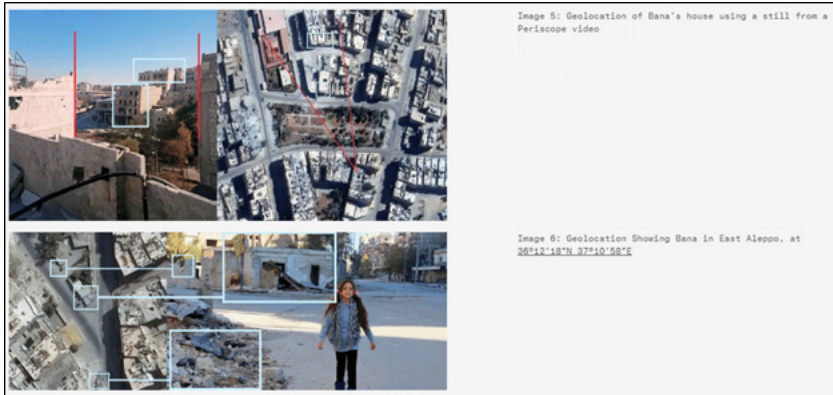 Image 5: Geolocation of Bana's house using a still from a
Periscope video
Image 6: Geolocation Showing Bana in East Aleppo, at
36°12'18"N 37°10'58"E